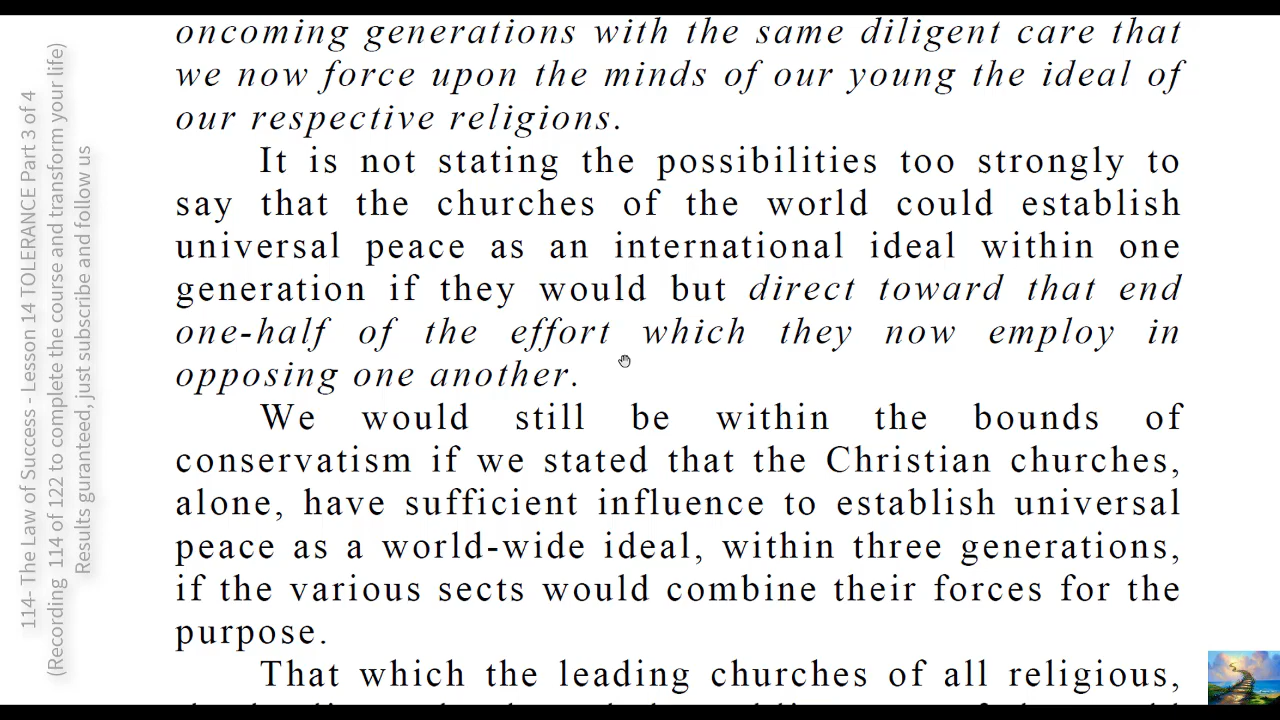 oncoming generations with the same diligent care that
we now force upon the minds of our young the ideal of
our respective religions.
It is not stating the possibilities too strongly to
say that the churches of the world could establish
universal peace as an international ideal within one
generation if they would but direct toward that end
one-half of the effort which they now employ in
opposing one another.
We would still be within the bounds of
conservatism if we stated that the Christian churches,
alone, have sufficient influence to establish universal
peace as a world-wide ideal, within three generations,
if the various sects would combine their forces for the
purpose.
That which the leading churches of all religious,
114- The Law of Success - Lesson 14 TOLERANCE Part 3 of 4
(Recording 114 of 122 to complete the course and transform your life)
Results guranteed, just subscribe and follow us